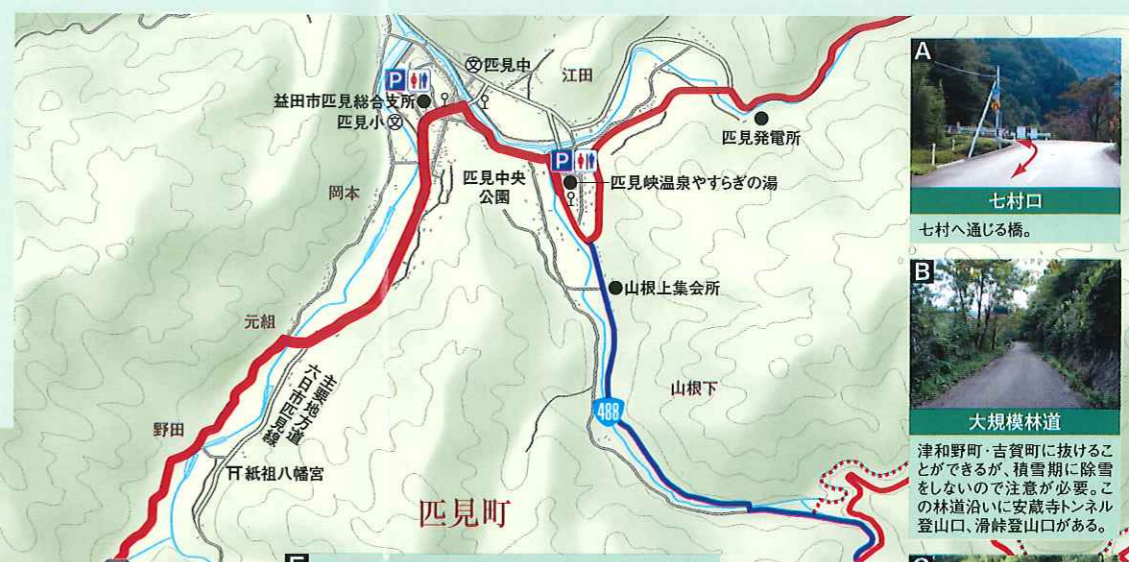 P
文匹見中
江田
益田市匹見総合支所
匹見小文
匹見発電所
P
匹見中央
公園
匹見峡温泉やすらぎの湯
岡本
山根上集会所
元組
主要地方道
六日市匹見線
山根下
488
野田
紙祖八幡宮
匹見町
E
A
七村口
七村へ通じる橋。
B
大規模林道
津和野町・吉賀町に抜けるこ
とができるが、積雪期に除雪
をしないので注意が必要。こ
の林道沿いに安蔵寺トンネル
登山口、滑峠登山口がある。